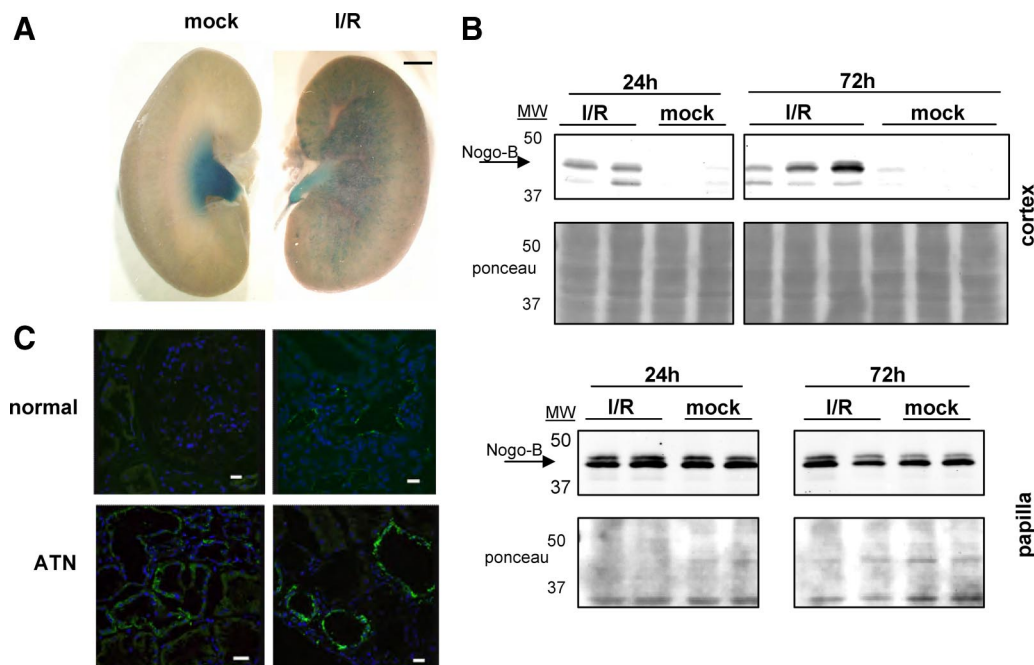 A
mock
I/R
B
24h
72h
MW
I/R
mock
I/R
mock
50
Nogo-B
37
50
ponceau
37
cortex
24h
72h
MW
I/R
mock
I/R
mock
50
Nogo-B
37
50
ponceau
37
papilla
C
normal
ATN